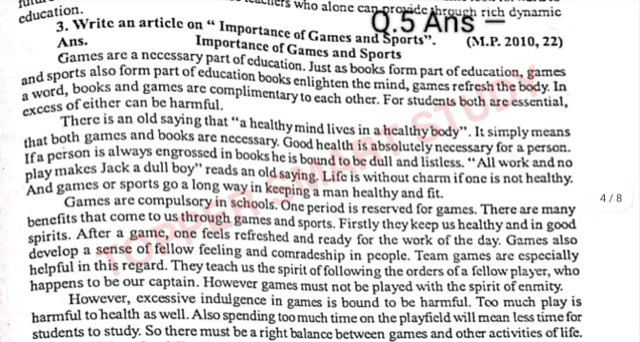 teachers who alone can provide through rich dynamic
education.
Q.5 Ans –
3. Write an article on “ Importance of Games and Sports”. (M.P. 2010, 22)
Ans. Importance of Games and Sports
Games are a necessary part of education. Just as books form part of education, games
and sports also form part of education books enlighten the mind, games refresh the body. In
a word, books and games are complimentary to each other. For students both are essential,
excess of either can be harmful.
There is an old saying that “a healthy mind lives in a healthy body”. It simply means
that both games and books are necessary. Good health is absolutely necessary for a person.
If a person is always engrossed in books he is bound to be dull and listless. “All work and no
play makes Jack a dull boy” reads an old saying. Life is without charm if one is not healthy.
And games or sports go a long way in keeping a man healthy and fit.
Games are compulsory in schools. One period is reserved for games. There are many
benefits that come to us through games and sports. Firstly they keep us healthy and in good
spirits. After a game, one feels refreshed and ready for the work of the day. Games also
develop a sense of fellow feeling and comradeship in people. Team games are especially
helpful in this regard. They teach us the spirit of following the orders of a fellow player, who
happens to be our captain. However games must not be played with the spirit of enmity.
However, excessive indulgence in games is bound to be harmful. Too much play is
harmful to health as well. Also spending too much time on the playfield will mean less time for
students to study. So there must be a right balance between games and other activities of life.
4 / 8